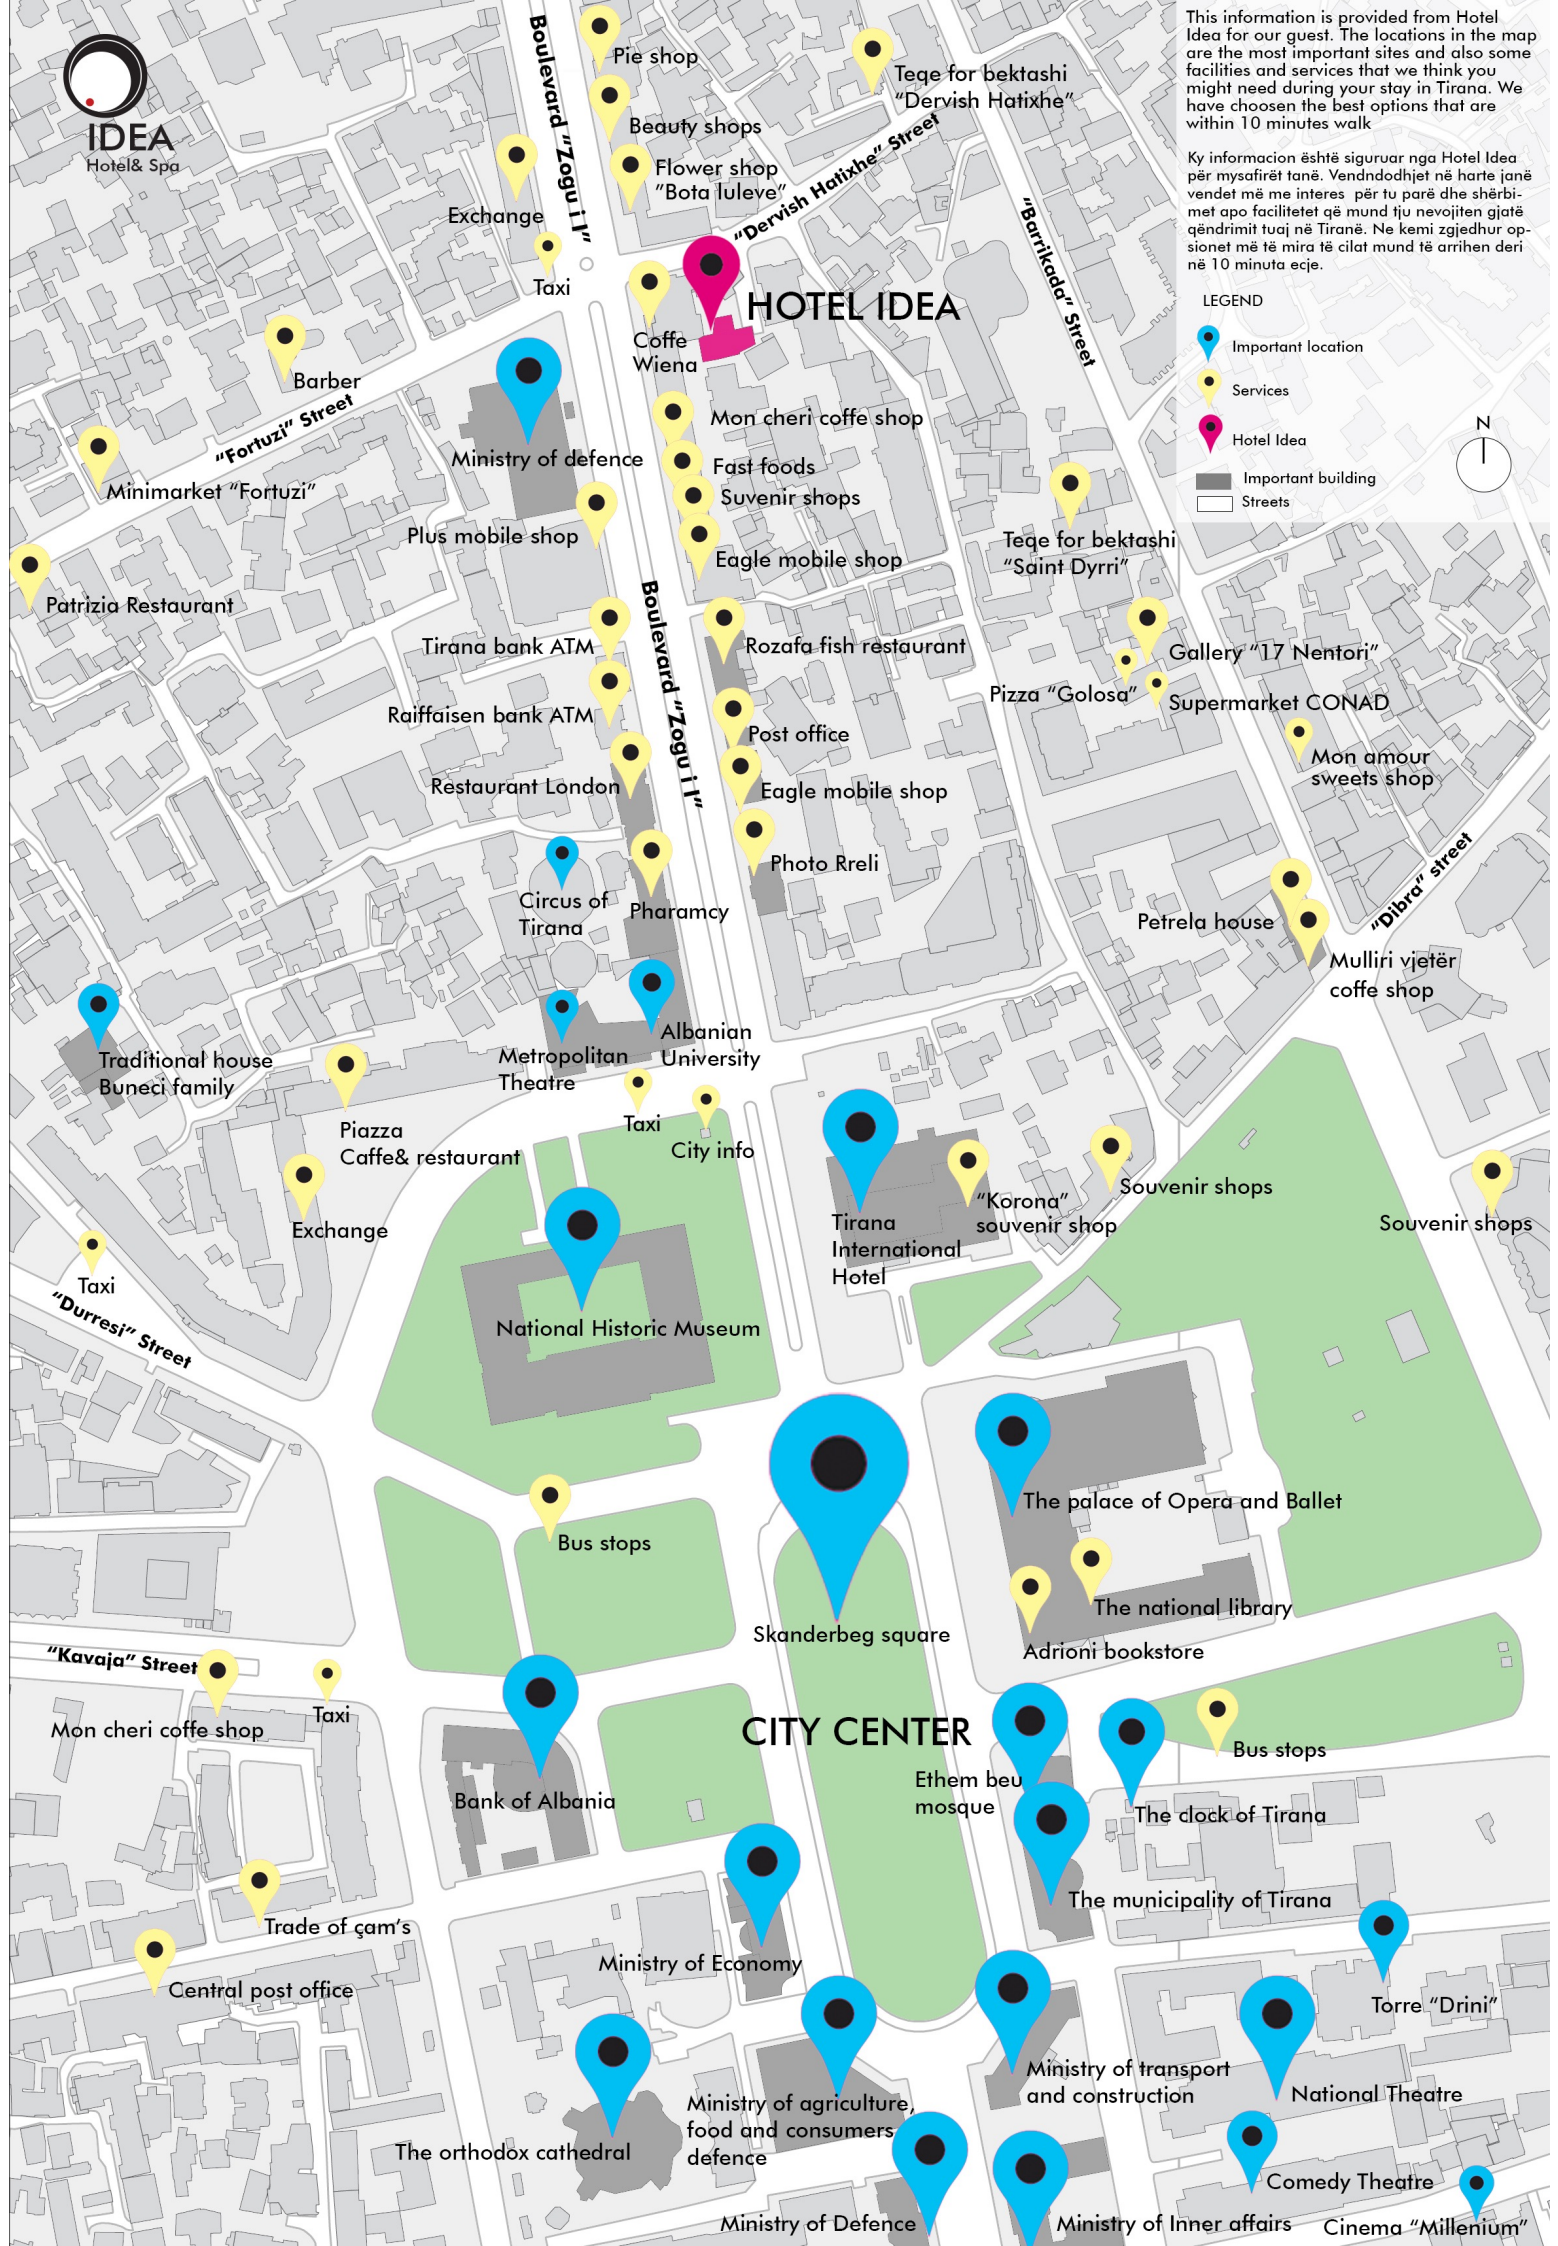 IDEA
Hotel& Spa
This information is provided from Hotel
Idea for our guest. The locations in the map
are the most important sites and also some
facilities and services that we think you
might need during your stay in Tirana. We
have choosen the best options that are
within 10 minutes walk
Ky informacion është siguruar nga Hotel Idea
për mysafirët tanë. Vendndodhjet në harte janë
vendet më me interes për tu parë dhe shërbi-
met apo facilitetet që mund tju nevojiten gjatë
qëndrimit tuaj në Tiranë. Ne kemi zgjedhur op-
sionet më të mira të cilat mund të arrihen deri
në 10 minuta ecje.
LEGEND
Important location
Services
Hotel Idea
Important building
Streets
N
Boulevard "Zogu i I"
Pie shop
Teqe for bektashi
"Dervish Hatixhe"
Beauty shops
Flower shop
"Bota luleve"
"Dervish Hatixhe" Street
"Barrikada" Street
Exchange
Taxi
HOTEL IDEA
Coffe
Wiena
Barber
"Fortuzi" Street
Mon cheri coffe shop
Ministry of defence
Fast foods
Minimarket "Fortuzi"
Suvenir shops
Plus mobile shop
Eagle mobile shop
Teqe for bektashi
"Saint Dyrri"
Patrizia Restaurant
Boulevard "Zogu i I"
Tirana bank ATM
Rozafa fish restaurant
Gallery "17 Nentori"
Pizza "Golosa"
Supermarket CONAD
Raiffaisen bank ATM
Post office
Mon amour
sweets shop
Restaurant London
Eagle mobile shop
Photo Rreli
"Dibra" street
Circus of
Tirana
Pharamcy
Petrela house
Mulliri vjetër
coffe shop
Albanian
University
Metropolitan
Theatre
Traditional house
Buneci family
Piazza
Caffe& restaurant
Taxi
City info
Exchange
Tirana
International
Hotel
"Korona"
souvenir shop
Souvenir shops
Souvenir shops
Taxi
"Durresi" Street
National Historic Museum
The palace of Opera and Ballet
Bus stops
The national library
Skanderbeg square
Adrioni bookstore
"Kavaja" Street
Mon cheri coffe shop
Taxi
CITY CENTER
Bus stops
Ethem beu
mosque
Bank of Albania
The clock of Tirana
The municipality of Tirana
Trade of çam's
Ministry of Economy
Central post office
Torre "Drini"
Ministry of transport
and construction
National Theatre
Ministry of agriculture,
food and consumers
defence
The orthodox cathedral
Comedy Theatre
Ministry of Defence
Ministry of Inner affairs
Cinema "Millenium"